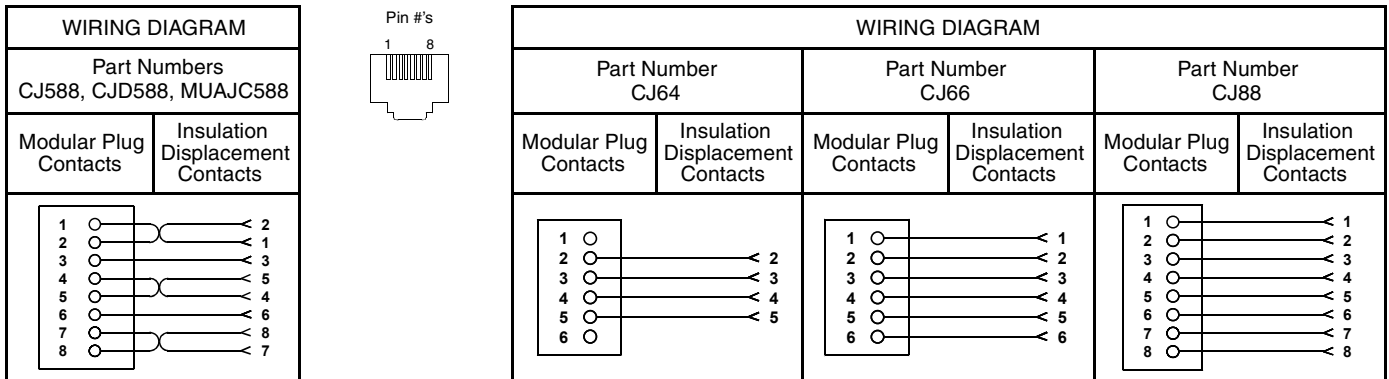 WIRING DIAGRAM
Part Numbers
CJ588, CJD588, MUAJC588
Modular Plug
Contacts
Insulation
Displacement
Contacts
1 2
2 1
3 3
4 5
5 4
6 6
7 8
8 7
Pin #'s
1 8
WIRING DIAGRAM
Part Number
CJ64
Modular Plug
Contacts
Insulation
Displacement
Contacts
1
2 2
3 3
4 4
5 5
6
Part Number
CJ66
Modular Plug
Contacts
Insulation
Displacement
Contacts
1 1
2 2
3 3
4 4
5 5
6 6
Part Number
CJ88
Modular Plug
Contacts
Insulation
Displacement
Contacts
1 1
2 2
3 3
4 4
5 5
6 6
7 7
8 8